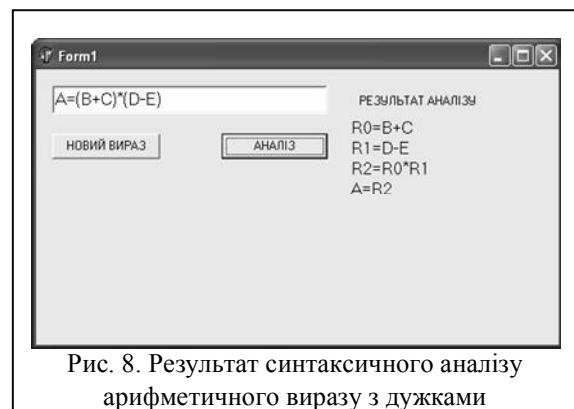 Form1
A=(B+C)*(D-E)
РЕЗУЛЬТАТ АНАЛІЗУ
НОВИЙ ВИРАЗ
АНАЛІЗ
R0=B+C
R1=D-E
R2=R0*R1
A=R2
Рис. 8. Результат синтаксичного аналізу
арифметичного виразу з дужками